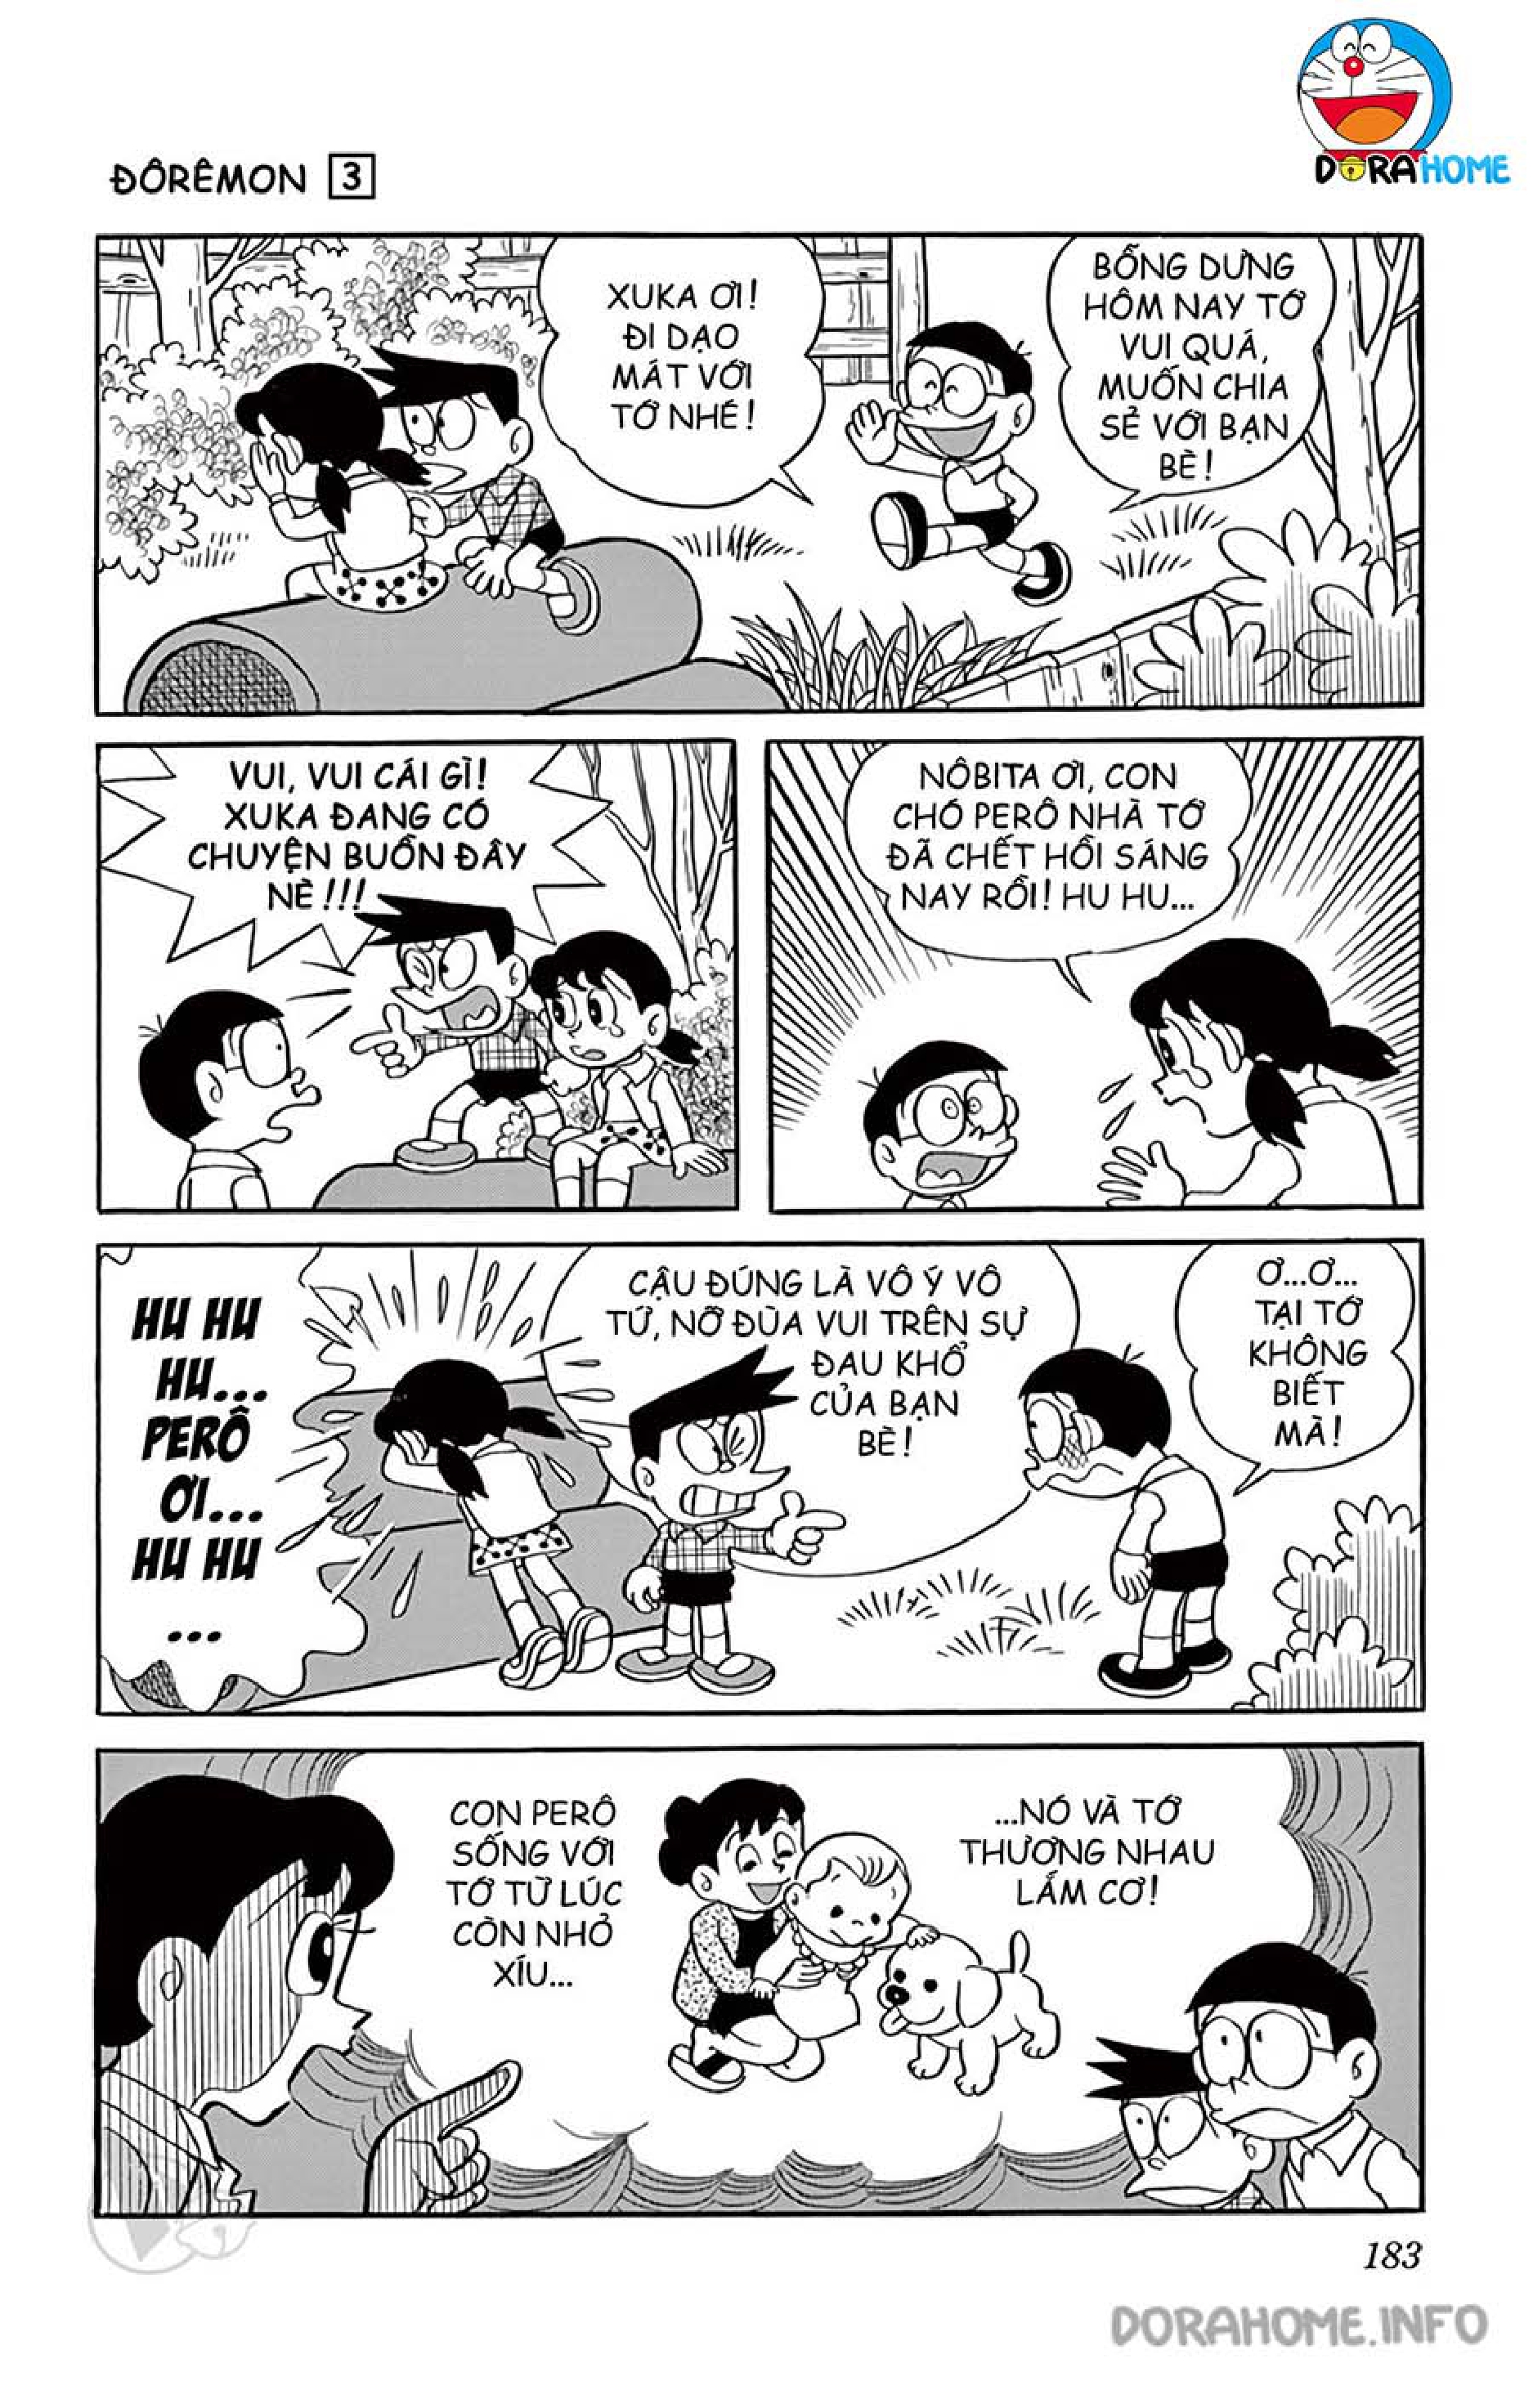 DORAHOME
ĐÔRÊMON 3
XUKA ƠI!
ĐI DẠO
MÁT VỚI
TỚ NHÉ!
BỖNG DƯNG
HÔM NAY TỚ
VUI QUÁ,
MUỐN CHIA
SẺ VỚI BẠN
BÈ!
VUI, VUI CÁI GÌ!
XUKA ĐANG CÓ
CHUYỆN BUỒN ĐÂY
NÈ!!!
NÔBITA ƠI, CON
CHÓ PERÔ NHÀ TỚ
ĐÃ CHẾT HỒI SÁNG
NAY RỒI! HU HU...
HU HU
HU...
PERÔ
ƠI...
HU HU
...
CẬU ĐÚNG LÀ VÔ Ý VÔ
TỨ, NỠ ĐÙA VUI TRÊN SỰ
ĐAU KHỔ
CỦA BẠN
BÈ!
Ơ...Ơ...
TẠI TỚ
KHÔNG
BIẾT
MÀ!
CON PERÔ
SỐNG VỚI
TỚ TỪ LÚC
CÒN NHỎ
XÍU...
...NÓ VÀ TỚ
THƯƠNG NHAU
LẮM CƠ!
183
DORAHOME.INFO